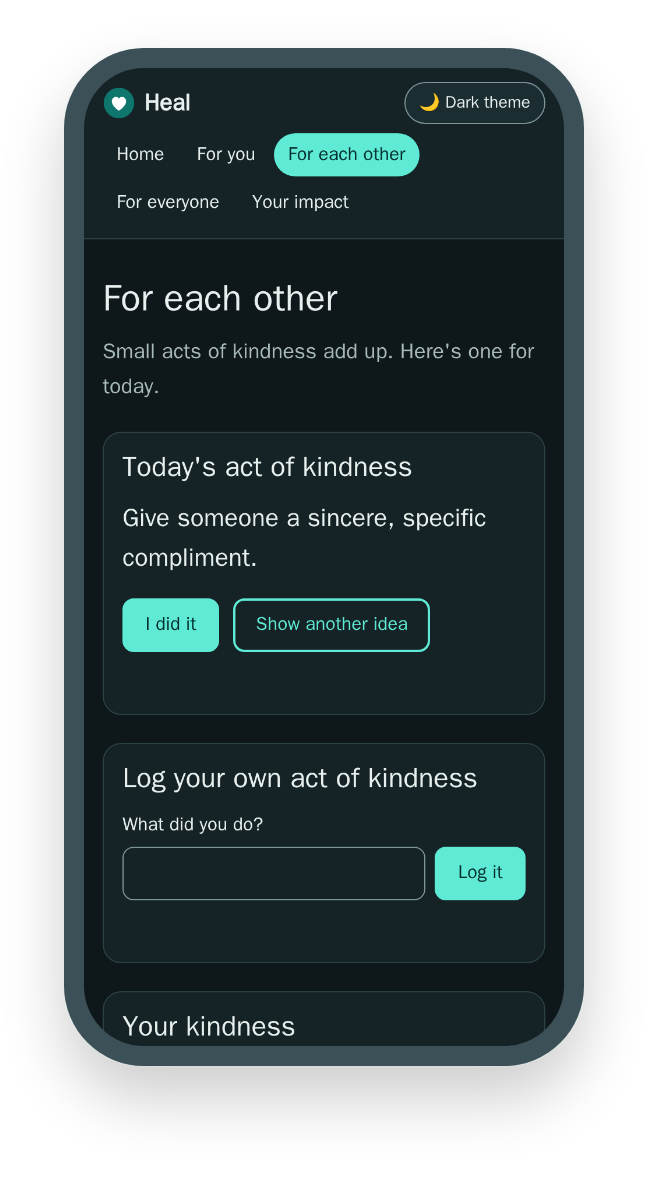 Heal
🌙 Dark theme
Home For you For each other
For everyone Your impact
For each other
Small acts of kindness add up. Here's one for
today.
Today's act of kindness
Give someone a sincere, specific
compliment.
I did it Show another idea
Log your own act of kindness
What did you do?
Log it
Your kindness